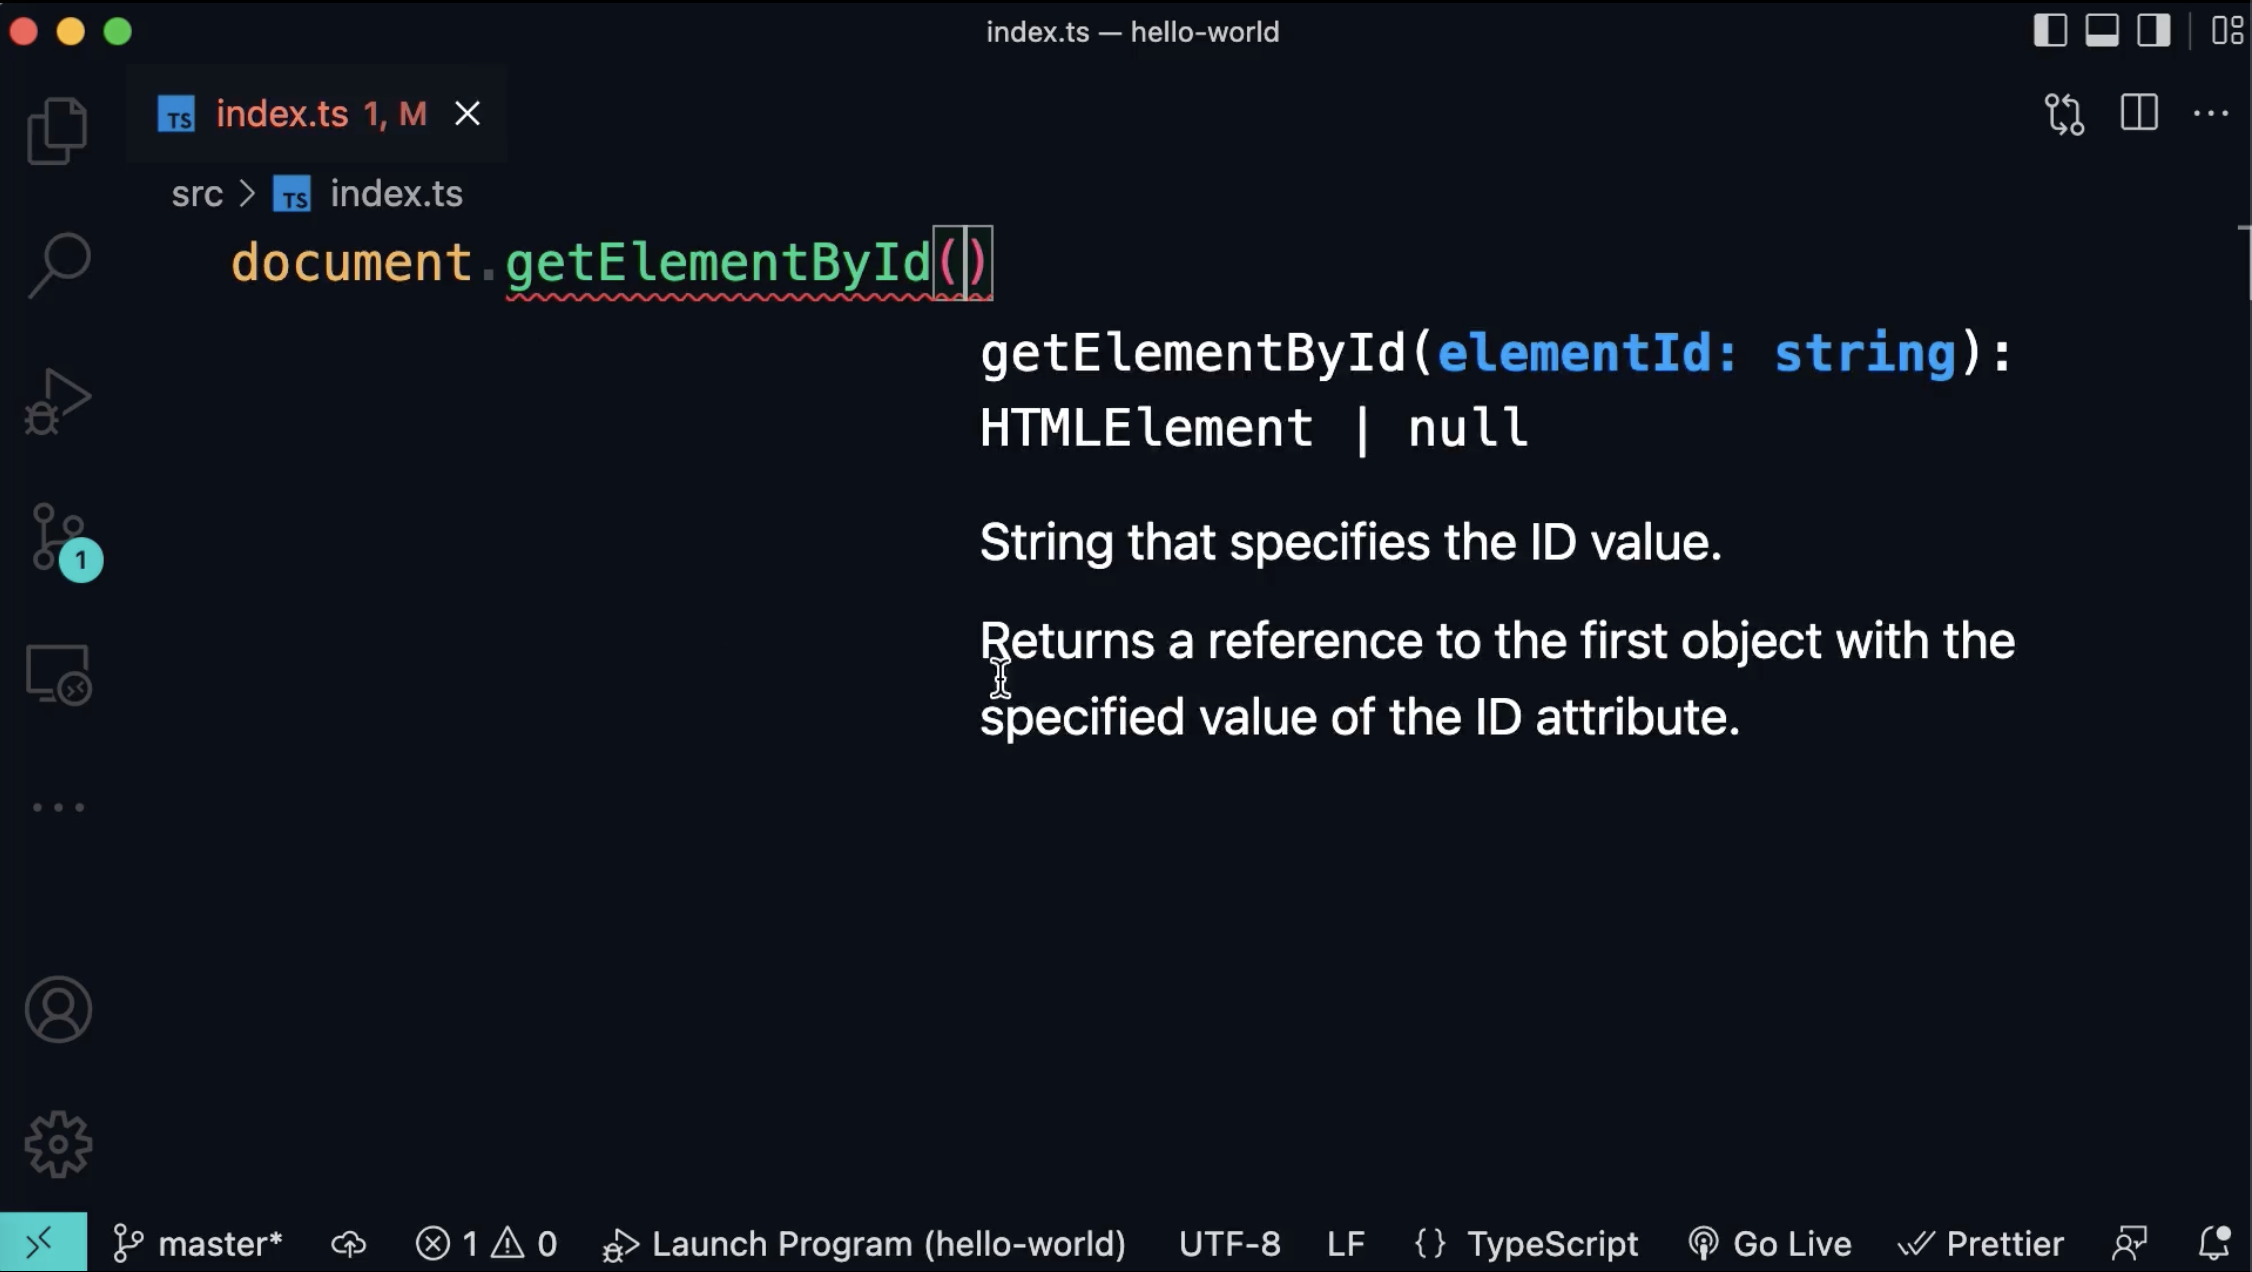 index.ts — hello-world
TS index.ts 1, M
src > TS index.ts
document.getElementById()
getElementById(elementId: string):
HTMLElement | null
String that specifies the ID value.
Returns a reference to the first object with the
specified value of the ID attribute.
1
master* 1 0 Launch Program (hello-world) UTF-8 LF {} TypeScript Go Live Prettier